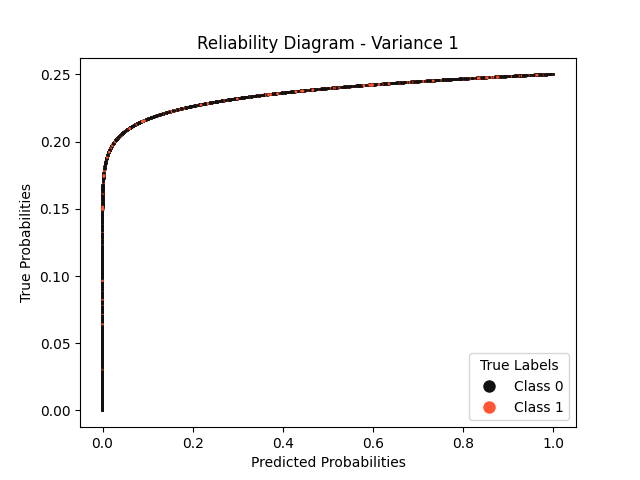 Reliability Diagram - Variance 1
True Probabilities
0.25
0.20
0.15
0.10
0.05
0.00
0.0 0.2 0.4 0.6 0.8 1.0
Predicted Probabilities
True Labels
Class 0
Class 1